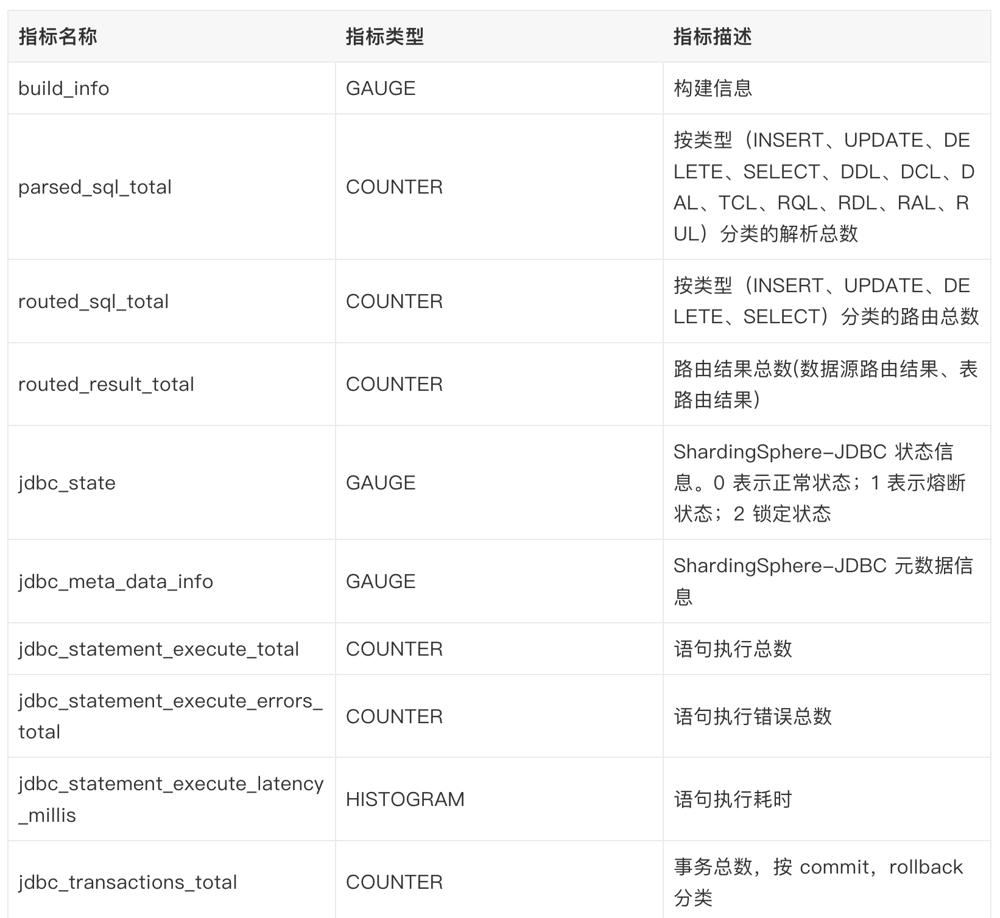 指标名称
指标类型
指标描述
build_info
GAUGE
构建信息
parsed_sql_total
COUNTER
按类型（INSERT、UPDATE、DE
LETE、SELECT、DDL、DCL、D
AL、TCL、RQL、RDL、RAL、R
UL）分类的解析总数
routed_sql_total
COUNTER
按类型（INSERT、UPDATE、DE
LETE、SELECT）分类的路由总数
routed_result_total
COUNTER
路由结果总数(数据源路由结果、表
路由结果)
jdbc_state
GAUGE
ShardingSphere-JDBC 状态信
息。0 表示正常状态；1 表示熔断
状态；2 锁定状态
jdbc_meta_data_info
GAUGE
ShardingSphere-JDBC 元数据信
息
jdbc_statement_execute_total
COUNTER
语句执行总数
jdbc_statement_execute_errors_
total
COUNTER
语句执行错误总数
jdbc_statement_execute_latency
_millis
HISTOGRAM
语句执行耗时
jdbc_transactions_total
COUNTER
事务总数，按 commit，rollback
分类